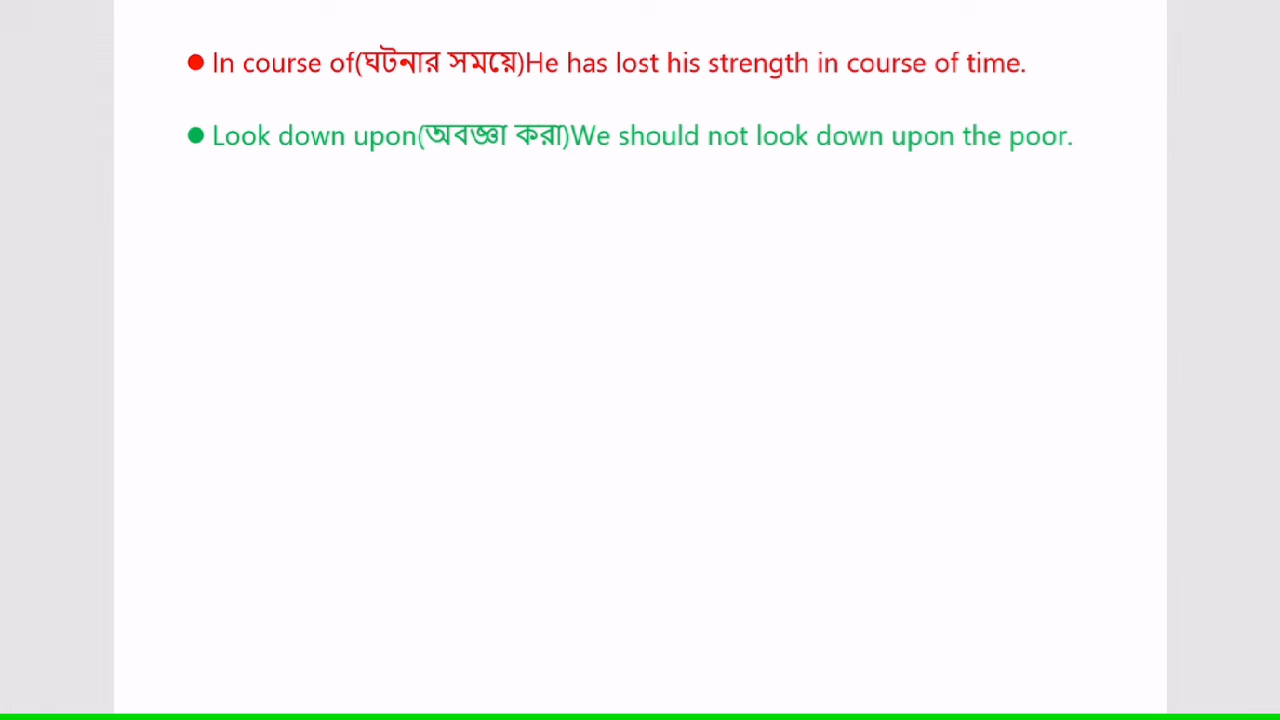 ● In course of(ঘটনার সময়ে)He has lost his strength in course of time.
● Look down upon(অবজ্ঞা করা)We should not look down upon the poor.